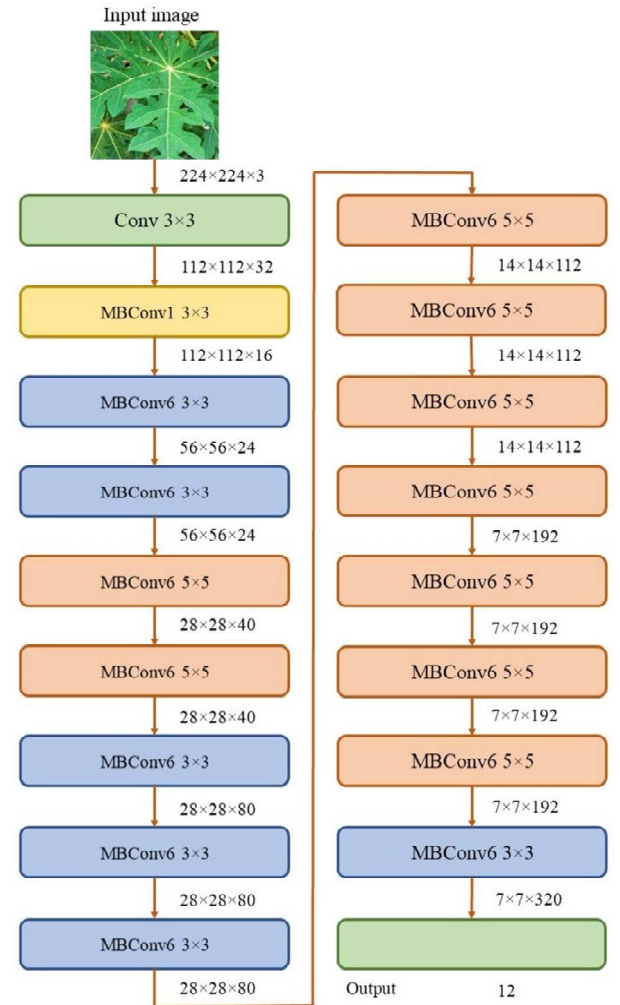 Input image
224×224×3
Conv 3×3
112×112×32
MBConv1 3×3
112×112×16
MBConv6 3×3
56×56×24
MBConv6 3×3
56×56×24
MBConv6 5×5
28×28×40
MBConv6 5×5
28×28×40
MBConv6 3×3
28×28×80
MBConv6 3×3
28×28×80
MBConv6 3×3
28×28×80
MBConv6 5×5
14×14×112
MBConv6 5×5
14×14×112
MBConv6 5×5
14×14×112
MBConv6 5×5
7×7×192
MBConv6 5×5
7×7×192
MBConv6 5×5
7×7×192
MBConv6 5×5
7×7×192
MBConv6 3×3
7×7×320
Output 12